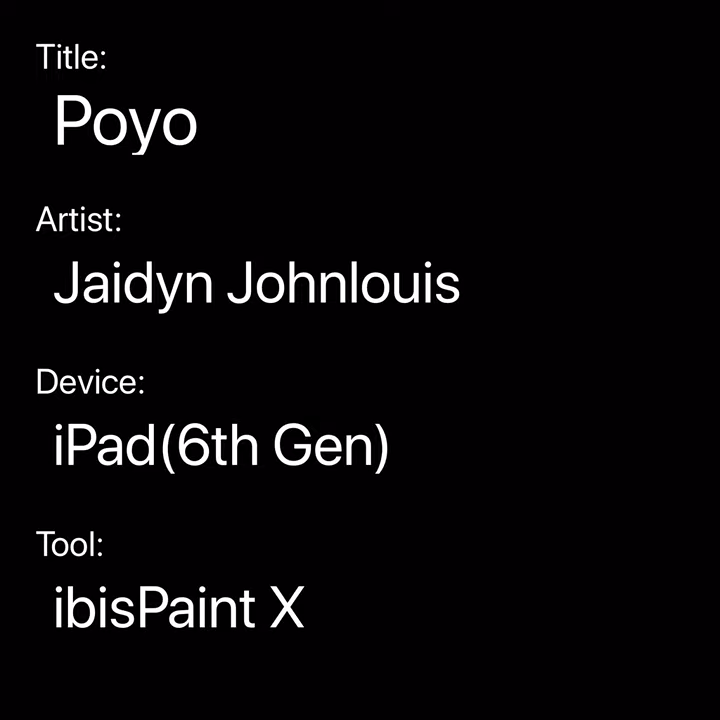 Title:
Poyo
Artist:
Jaidyn Johnlouis
Device:
iPad(6th Gen)
Tool:
ibisPaint X